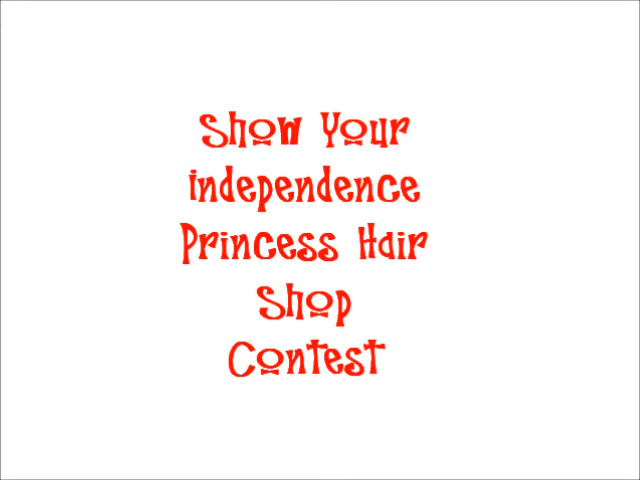 Show Your
independence
Princess Hair
Shop
Contest